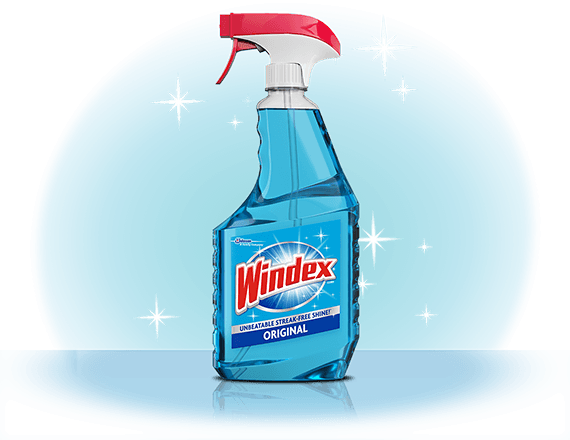 Windex
UNBEATABLE STREAK-FREE SHINE!
ORIGINAL